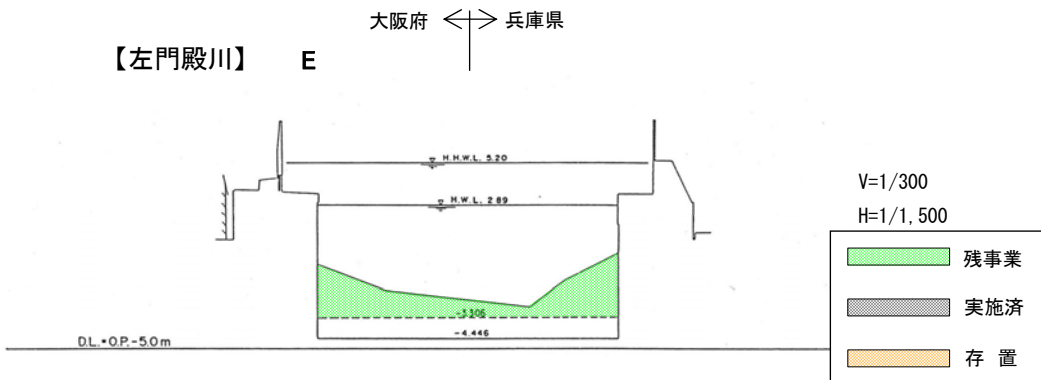 大阪府 兵庫県
【左門殿川】 E
H.H.W.L. 5.20
H.W.L. 2.89
-3.306
-4.446
D.L.=O.P.-5.0m
V=1/300
H=1/1,500
残事業
実施済
存 置